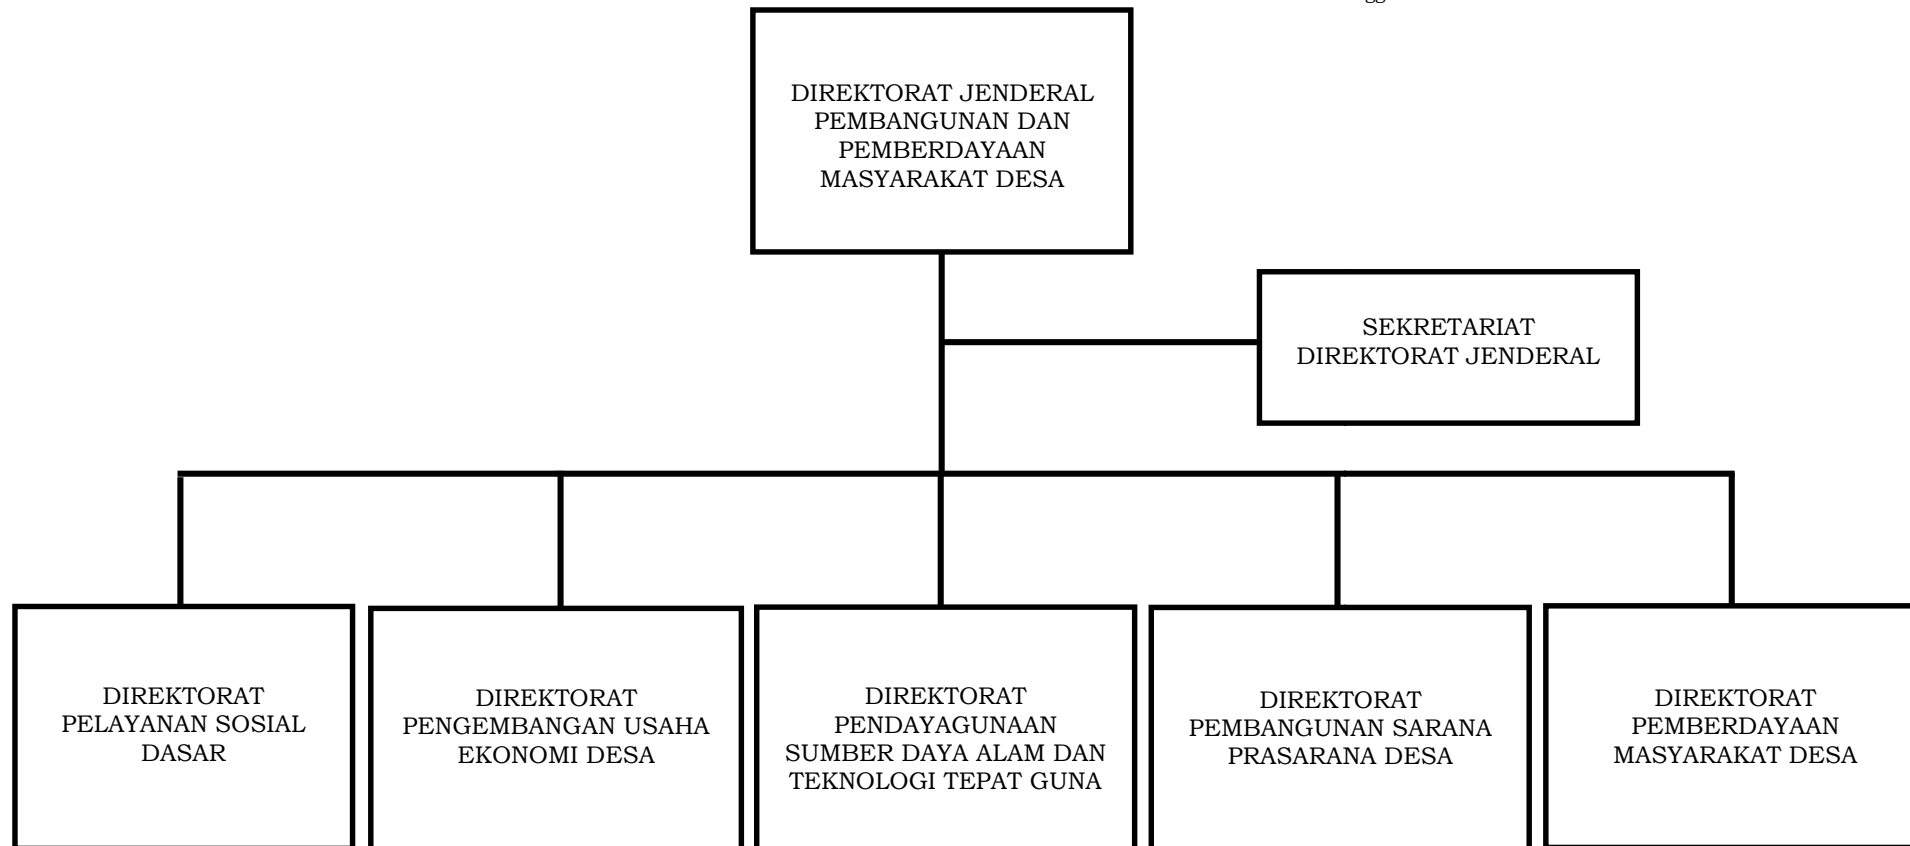 DIREKTORAT JENDERAL
PEMBANGUNAN DAN
PEMBERDAYAAN
MASYARAKAT DESA
SEKRETARIAT
DIREKTORAT JENDERAL
DIREKTORAT
PELAYANAN SOSIAL
DASAR
DIREKTORAT
PENGEMBANGAN USAHA
EKONOMI DESA
DIREKTORAT
PENDAYAGUNAAN
SUMBER DAYA ALAM DAN
TEKNOLOGI TEPAT GUNA
DIREKTORAT
PEMBANGUNAN SARANA
PRASARANA DESA
DIREKTORAT
PEMBERDAYAAN
MASYARAKAT DESA